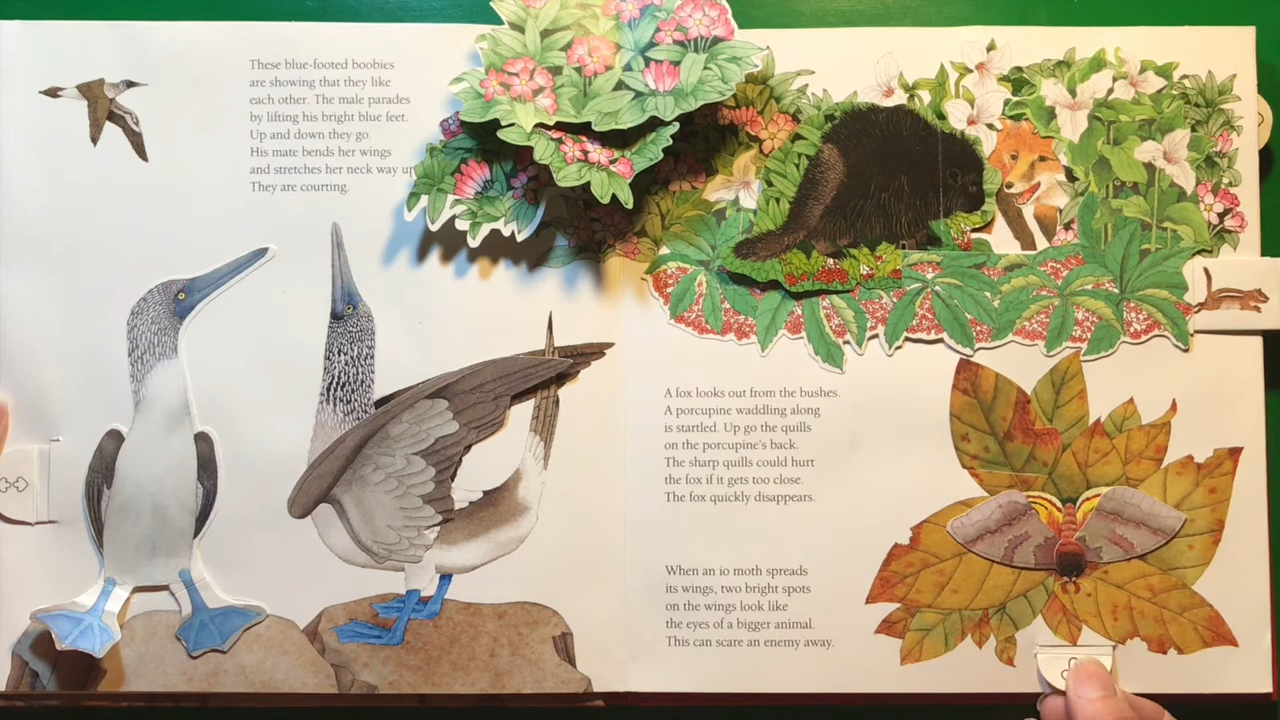 These blue-footed boobies
are showing that they like
each other. The male parades
by lifting his bright blue feet.
Up and down they go.
His mate bends her wings
and stretches her neck way up.
They are courting.
A fox looks out from the bushes.
A porcupine waddling along
is startled. Up go the quills
on the porcupine's back.
The sharp quills could hurt
the fox if it gets too close.
The fox quickly disappears.
When an io moth spreads
its wings, two bright spots
on the wings look like
the eyes of a bigger animal.
This can scare an enemy away.